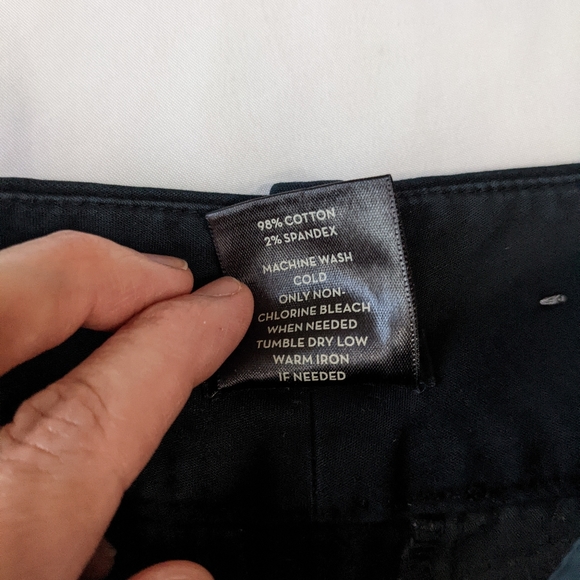 98% COTTON
2% SPANDEX
MACHINE WASH
COLD
ONLY NON-
CHLORINE BLEACH
WHEN NEEDED
TUMBLE DRY LOW
WARM IRON
IF NEEDED